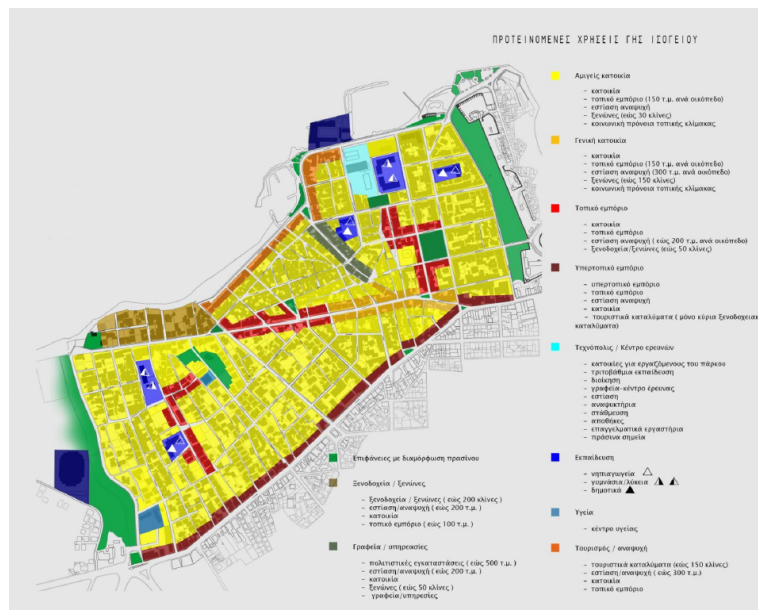 ΠΡΟΤΕΙΝΟΜΕΝΕΣ ΧΡΗΣΕΙΣ ΓΗΣ ΙΣΟΓΕΙΟΥ
Αμιγείς κατοικία
– κατοικία
– τοπικό εμπόριο (150 τ.μ. ανά οικόπεδο)
– εστίαση αναψυχή
– ξενώνες (εώς 30 κλίνες)
– κοινωνική πρόνοια τοπικής κλίμακας
Γενική κατοικία
– κατοικία
– τοπικό εμπόριο (150 τ.μ. ανά οικόπεδο)
– εστίαση αναψυχή (300 τ.μ. ανά οικόπεδο)
– ξενώνες (εώς 150 κλίνες)
– κοινωνική πρόνοια τοπικής κλίμακας
Τοπικό εμπόριο
– κατοικία
– τοπικό εμπόριο
– εστίαση αναψυχή ( εώς 200 τ.μ. ανά οικόπεδο)
– ξενοδοχεία/ξενώνες (εώς 50 κλίνες)
Υπερτοπικό εμπόριο
– υπερτοπικό εμπόριο
– τοπικό εμπόριο
– εστίαση αναψυχή
– κατοικία
– τουριστικά καταλύματα ( μόνο κύρια ξενοδοχειακ
καταλύματα)
Τεχνόπολις / Κέντρο ερευνών
– κατοικίες για εργαζόμενους του πάρκου
– τριτοβάθμια εκπαίδευση
– διοίκηση
– γραφεία-κέντρο έρευνας
– εστίαση
– αναψυκτήρια
– στάθμευση
– αποθήκες
– επαγγελματικά εργαστήρια
– πράσινα σημεία
Εκπαίδευση
– νηπιαγωγεία
– γυμνάσια/λύκεια
– δημοτικά
Υγεία
– κέντρο υγείας
Τουρισμός / αναψυχή
– τουριστικά καταλύματα (εώς 150 κλίνες)
– εστίαση/αναψυχή ( εώς 300 τ.μ.)
– κατοικία
– τοπικό εμπόριο
Επιφάνειες με διαμόρφωση πρασίνου
Ξενοδοχεία / ξενώνες
– ξενοδοχεία / ξενώνες ( εώς 200 κλίνες )
– εστίαση/αναψυχή ( εώς 200 τ.μ. )
– κατοικία
– τοπικό εμπόριο ( εώς 100 τ.μ. )
Γραφεία / υπηρεσίες
– πολιτιστικές εγκαταστάσεις ( εώς 500 τ.μ. )
– εστίαση/αναψυχή ( εώς 200 τ.μ. )
– κατοικία
– ξενώνες ( εώς 50 κλίνες )
– γραφεία/υπηρεσίες